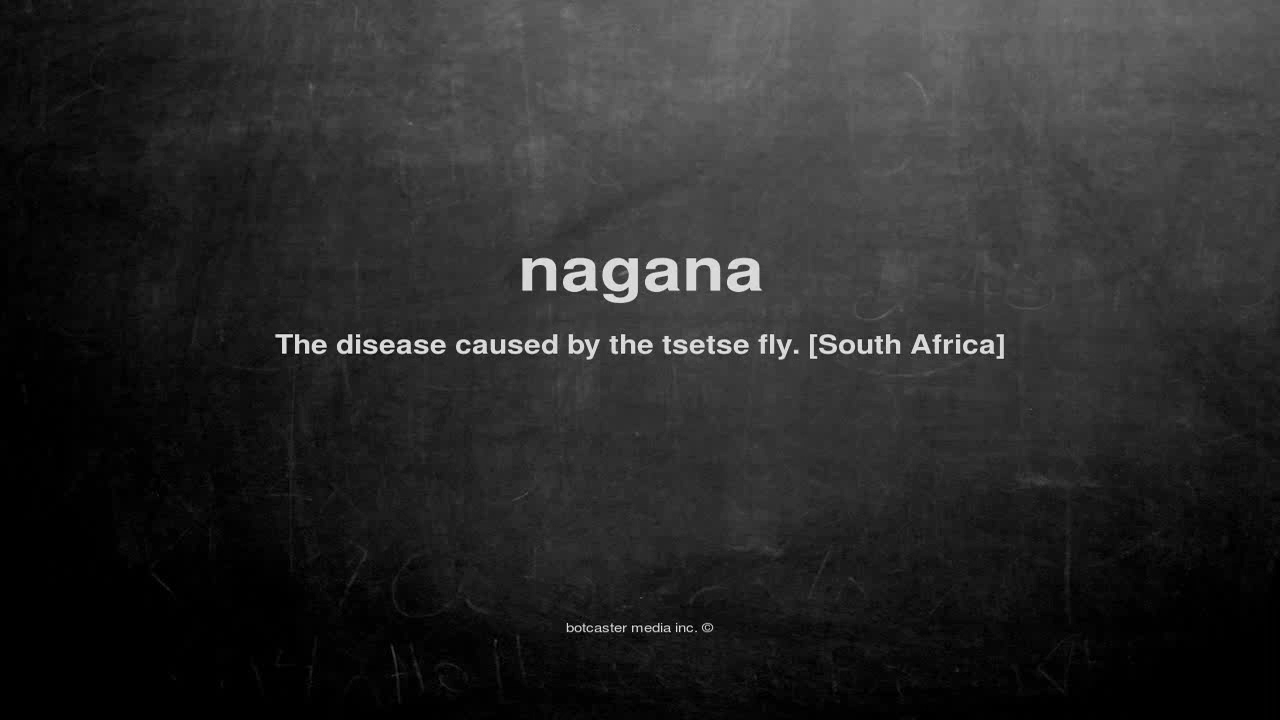 nagana
The disease caused by the tsetse fly. [South Africa]
botcaster media inc. ©